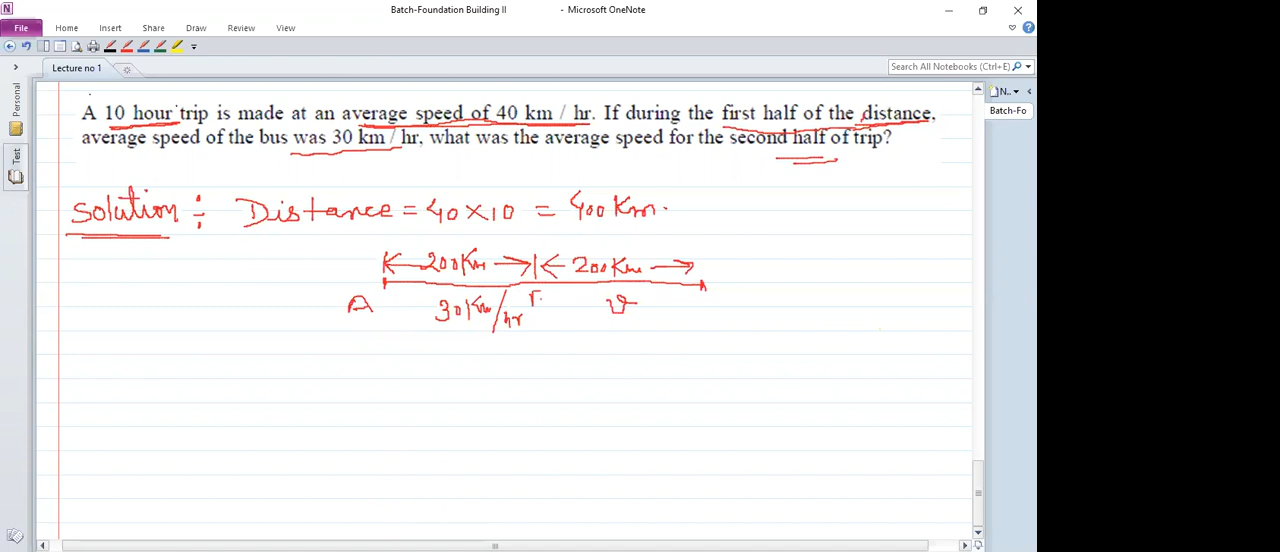 Batch-Foundation Building II - Microsoft OneNote
File Home Insert Share Draw Review View
Lecture no 1
Search All Notebooks (Ctrl+E)
Personal
Test
N..
Batch-Fo
A 10 hour trip is made at an average speed of 40 km / hr. If during the first half of the distance,
average speed of the bus was 30 km / hr, what was the average speed for the second half of trip?
Solution : Distance = 40 × 10 = 400 Km.
200 Km 200 Km
A 30 Km/hr v